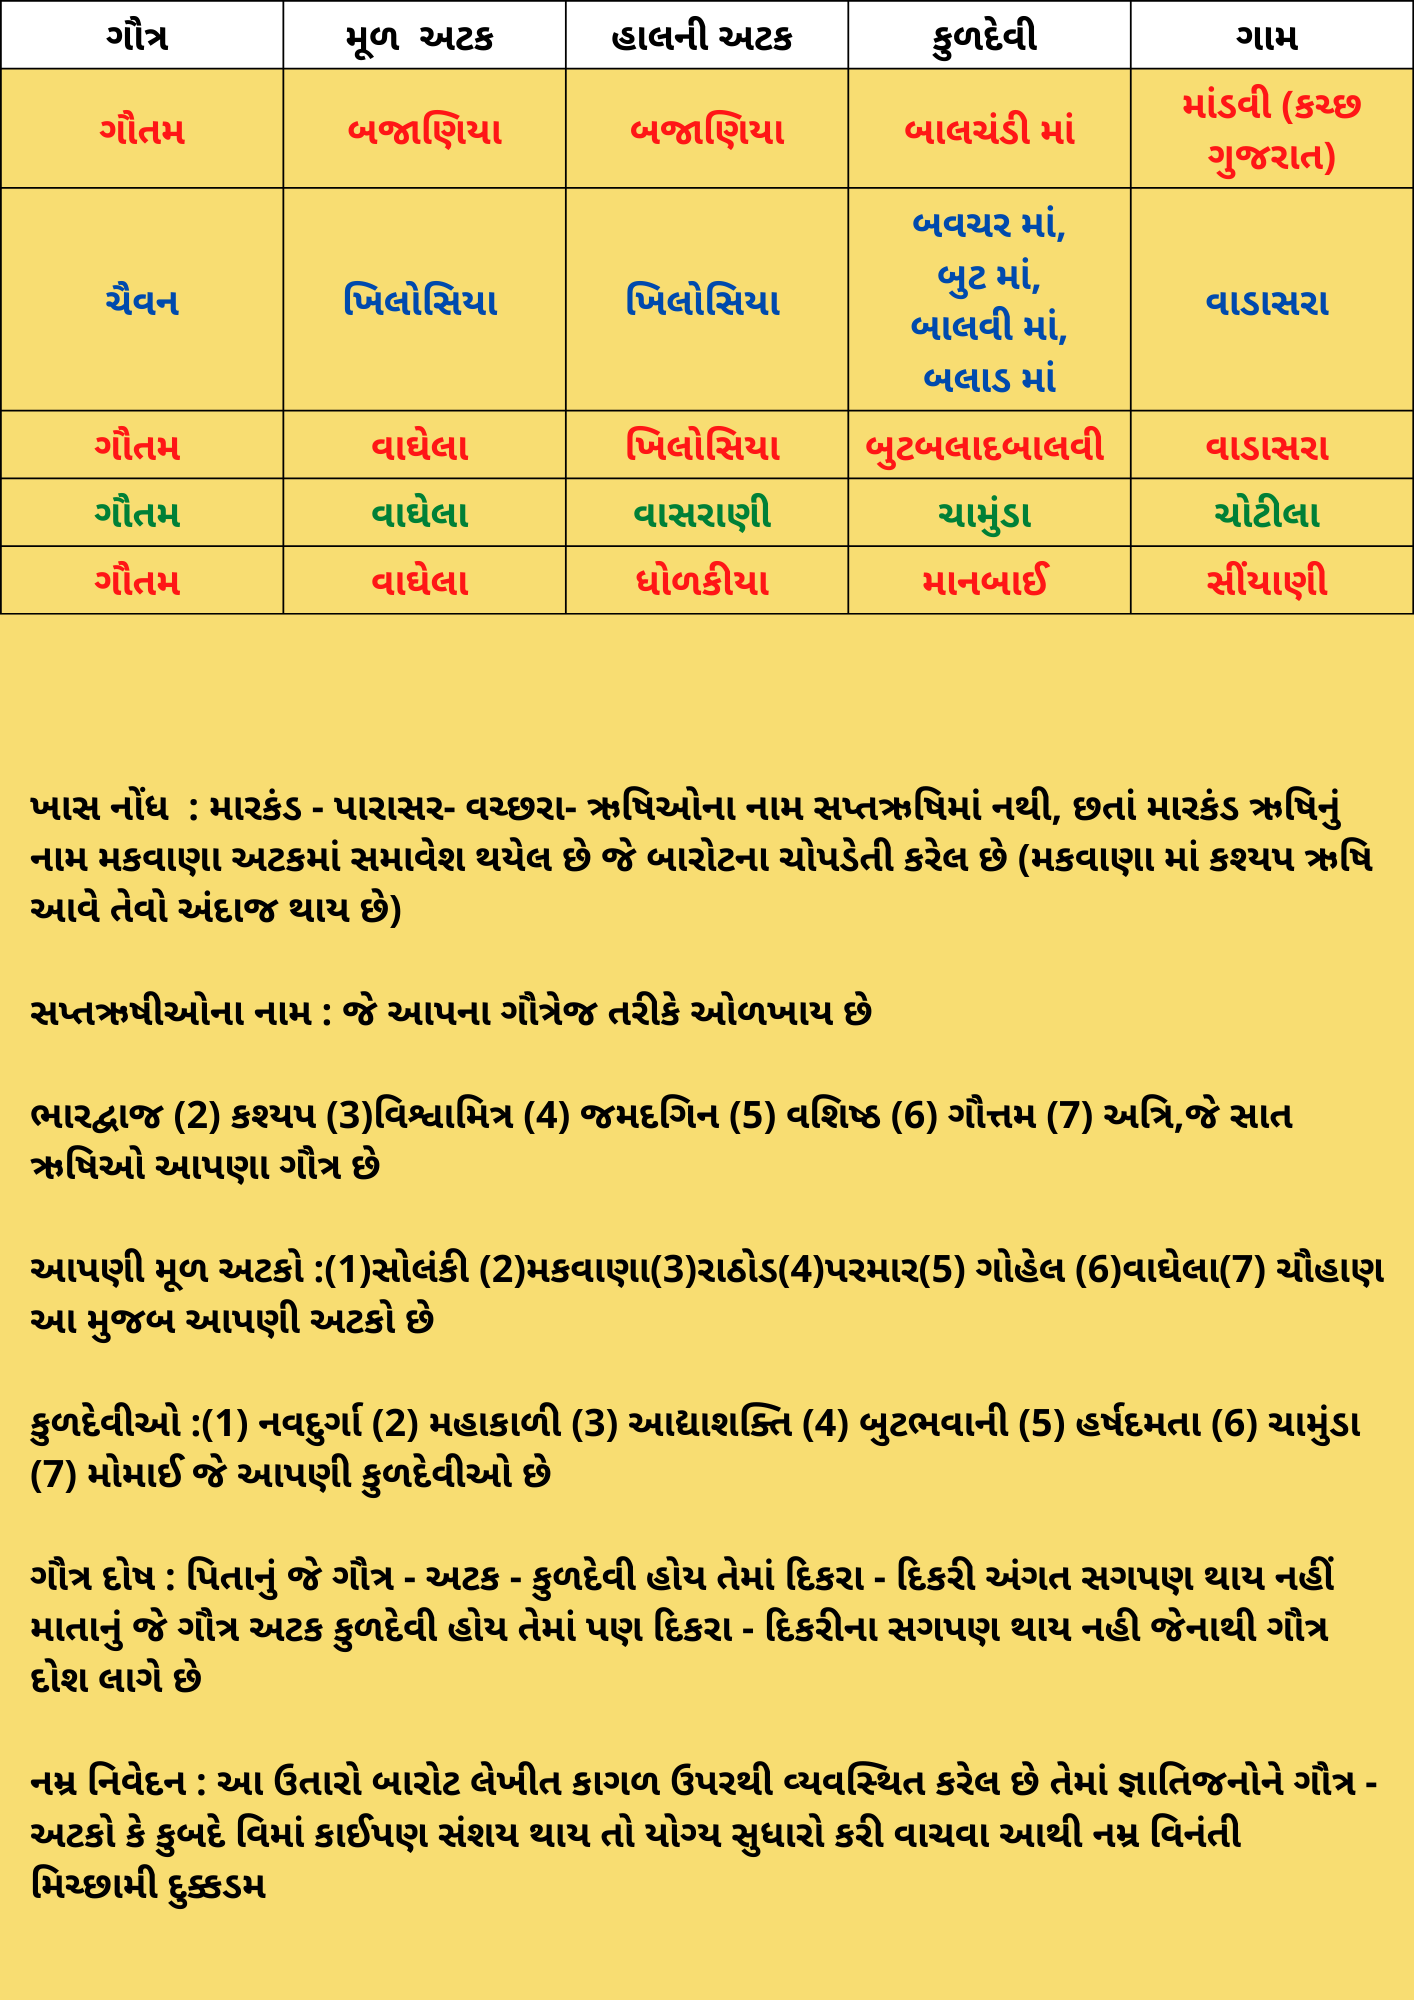 ગૌત્ર મૂળ અટક હાલની અટક કુળદેવી ગામ
ગૌતમ બજાણિયા બજાણિયા બાલચંડી માં માંડવી (કચ્છ
ગુજરાત)
ચૈવન ખિલોસિયા ખિલોસિયા બવચર માં,
બુટ માં,
બાલવી માં,
બલાડ માં
વાડાસરા
ગૌતમ વાઘેલા ખિલોસિયા બુટબલાદબાલવી વાડાસરા
ગૌતમ વાઘેલા વાસરાણી ચામુંડા ચોટીલા
ગૌતમ વાઘેલા ધોળકીયા માનબાઈ સીંયાણી
ખાસ નોંધ : મારકંડ - પારાસર- વચ્છરા- ઋષિઓના નામ સપ્તઋષિમાં નથી, છતાં મારકંડ ઋષિનું
નામ મકવાણા અટકમાં સમાવેશ થયેલ છે જે બારોટના ચોપડેતી કરેલ છે (મકવાણા માં કશ્યપ ઋષિ
આવે તેવો અંદાજ થાય છે)
સપ્તઋષીઓના નામ : જે આપના ગૌત્રેજ તરીકે ઓળખાય છે
ભારદ્વાજ (2) કશ્યપ (3)વિશ્વામિત્ર (4) જમદગિન (5) વશિષ્ઠ (6) ગૌત્તમ (7) અત્રિ,જે સાત
ઋષિઓ આપણા ગૌત્ર છે
આપણી મૂળ અટકો :(1)સોલંકી (2)મકવાણા(3)રાઠોડ(4)પરમાર(5) ગોહેલ (6)વાઘેલા(7) ચૌહાણ
આ મુજબ આપણી અટકો છે
કુળદેવીઓ :(1) નવદુર્ગા (2) મહાકાળી (3) આદ્યાશક્તિ (4) બુટભવાની (5) હર્ષદમતા (6) ચામુંડા
(7) મોમાઈ જે આપણી કુળદેવીઓ છે
ગૌત્ર દોષ : પિતાનું જે ગૌત્ર - અટક - કુળદેવી હોય તેમાં દિકરા - દિકરી અંગત સગપણ થાય નહીં
માતાનું જે ગૌત્ર અટક કુળદેવી હોય તેમાં પણ દિકરા - દિકરીના સગપણ થાય નહી જેનાથી ગૌત્ર
દોશ લાગે છે
નમ્ર નિવેદન : આ ઉતારો બારોટ લેખીત કાગળ ઉપરથી વ્યવસ્થિત કરેલ છે તેમાં જ્ઞાતિજનોને ગૌત્ર -
અટકો કે કુબદે વિમાં કાઈપણ સંશય થાય તો યોગ્ય સુધારો કરી વાચવા આથી નમ્ર વિનંતી
મિચ્છામી દુક્કડમ